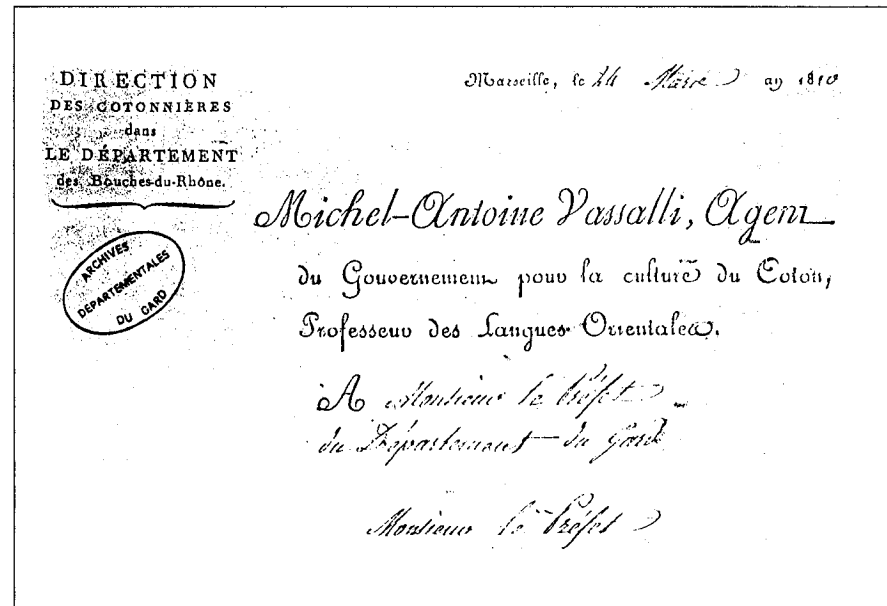 DIRECTION
DES COTONNIÈRES
dans
LE DÉPARTEMENT
des Bouches-du-Rhône.
ARCHIVES
DÉPARTEMENTALES
DU GARD
Marseille, le 24 Mars an 1810
Michel-Antoine Vassalli, Agent
du Gouvernement pour la culture du Coton,
Professeur des Langues Orientales.
A Monsieur le Préfet
du Département du Gard
Monsieur le Préfet